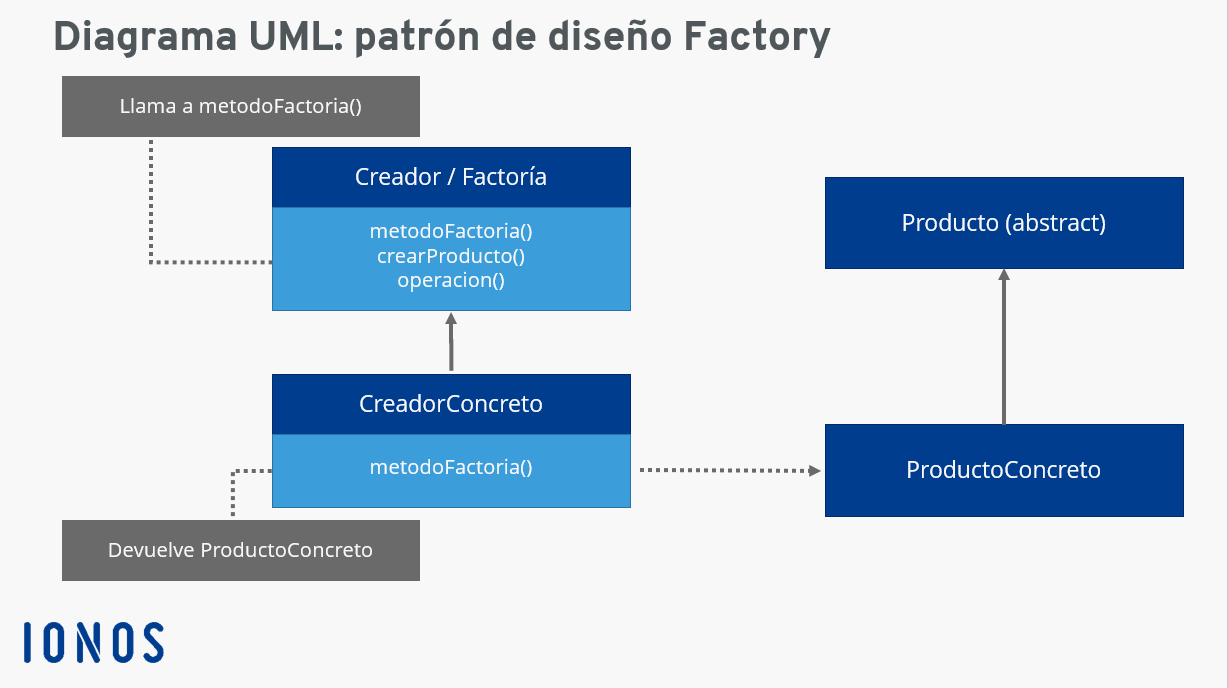 Diagrama UML: patrón de diseño Factory
Llama a metodoFactoria()
Creador / Factoría
metodoFactoria()
crearProducto()
operacion()
Producto (abstract)
CreadorConcreto
metodoFactoria()
ProductoConcreto
Devuelve ProductoConcreto
IONOS